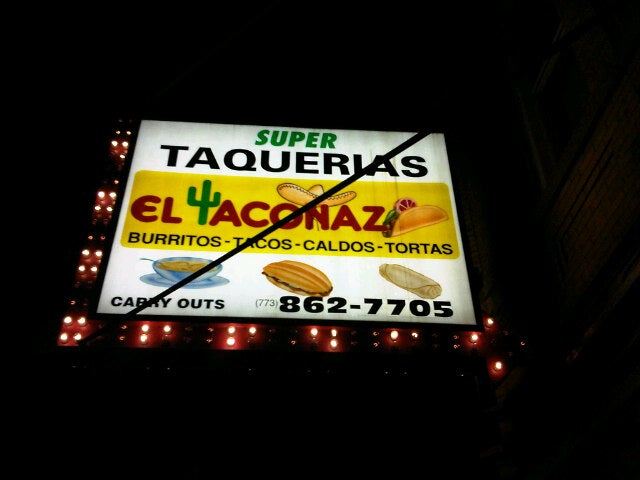 SUPER
TAQUERIAS
EL TACONAZO
BURRITOS - TACOS - CALDOS - TORTAS
CARRY OUTS (773) 862-7705